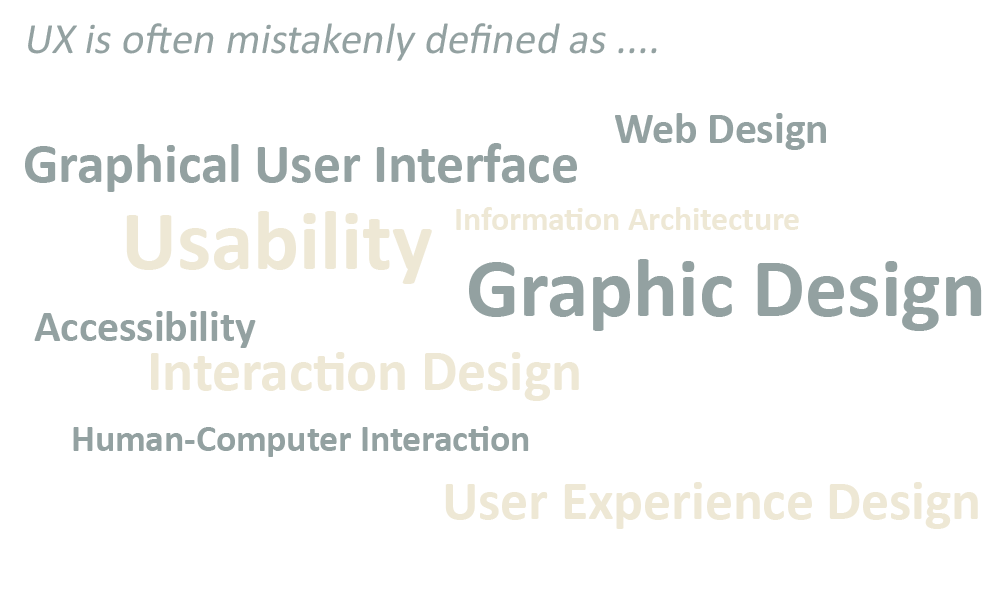 UX is often mistakenly defined as ....
Web Design
Graphical User Interface
Usability
Information Architecture
Graphic Design
Accessibility
Interaction Design
Human-Computer Interaction
User Experience Design